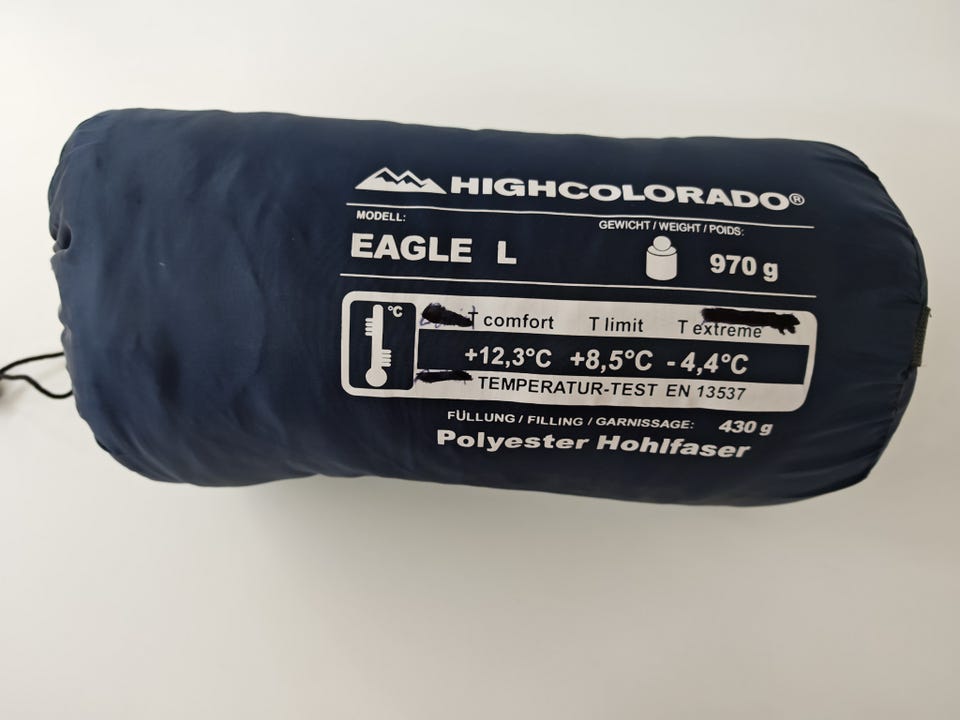 HIGHCOLORADO®
MODELL:
EAGLE L
GEWICHT / WEIGHT / POIDS:
970 g
°C
T comfort T limit T extreme
+12,3°C +8,5°C -4,4°C
TEMPERATUR-TEST EN 13537
FÜLLUNG / FILLING / GARNISSAGE: 430 g
Polyester Hohlfaser